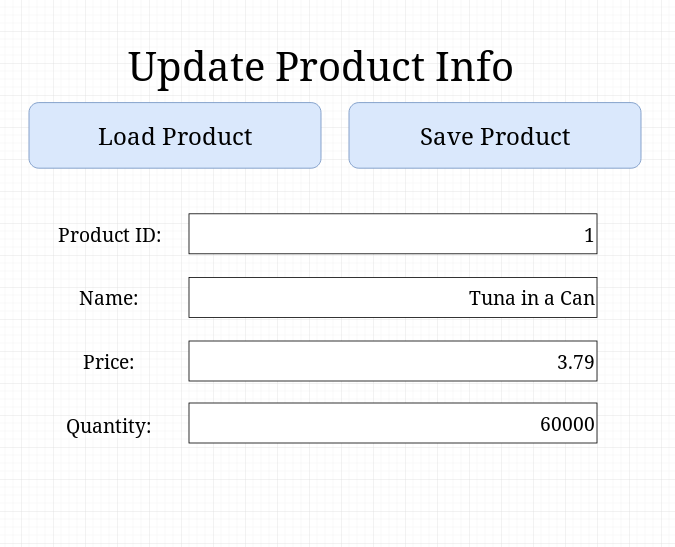 Update Product Info
Load Product
Save Product
Product ID: 1
Name: Tuna in a Can
Price: 3.79
Quantity: 60000